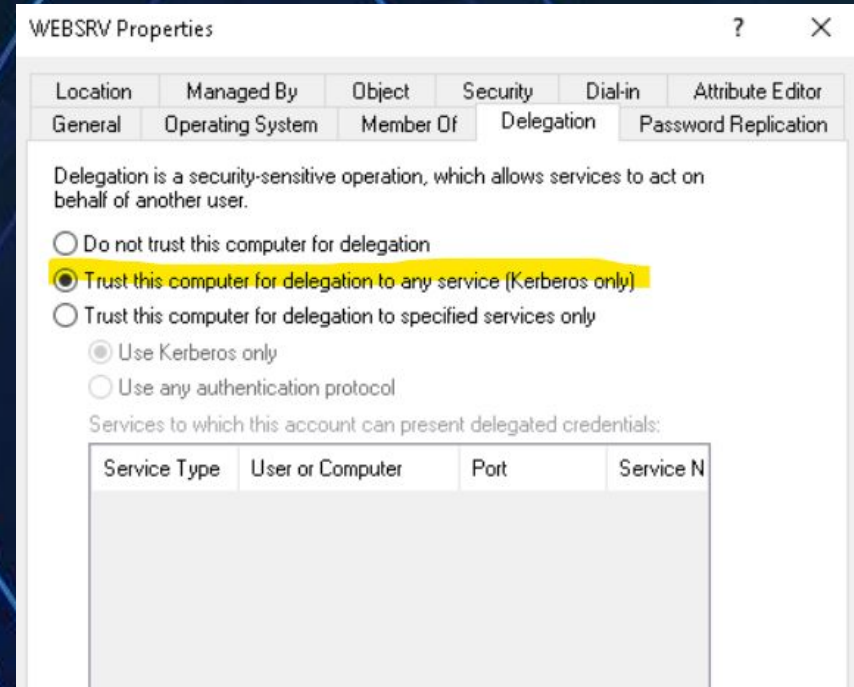 WEBSRV Properties ? ×
Location Managed By Object Security Dial-in Attribute Editor
General Operating System Member Of Delegation Password Replication
Delegation is a security-sensitive operation, which allows services to act on
behalf of another user.
Do not trust this computer for delegation
Trust this computer for delegation to any service (Kerberos only)
Trust this computer for delegation to specified services only
Use Kerberos only
Use any authentication protocol
Services to which this account can present delegated credentials:
Service Type User or Computer Port Service N